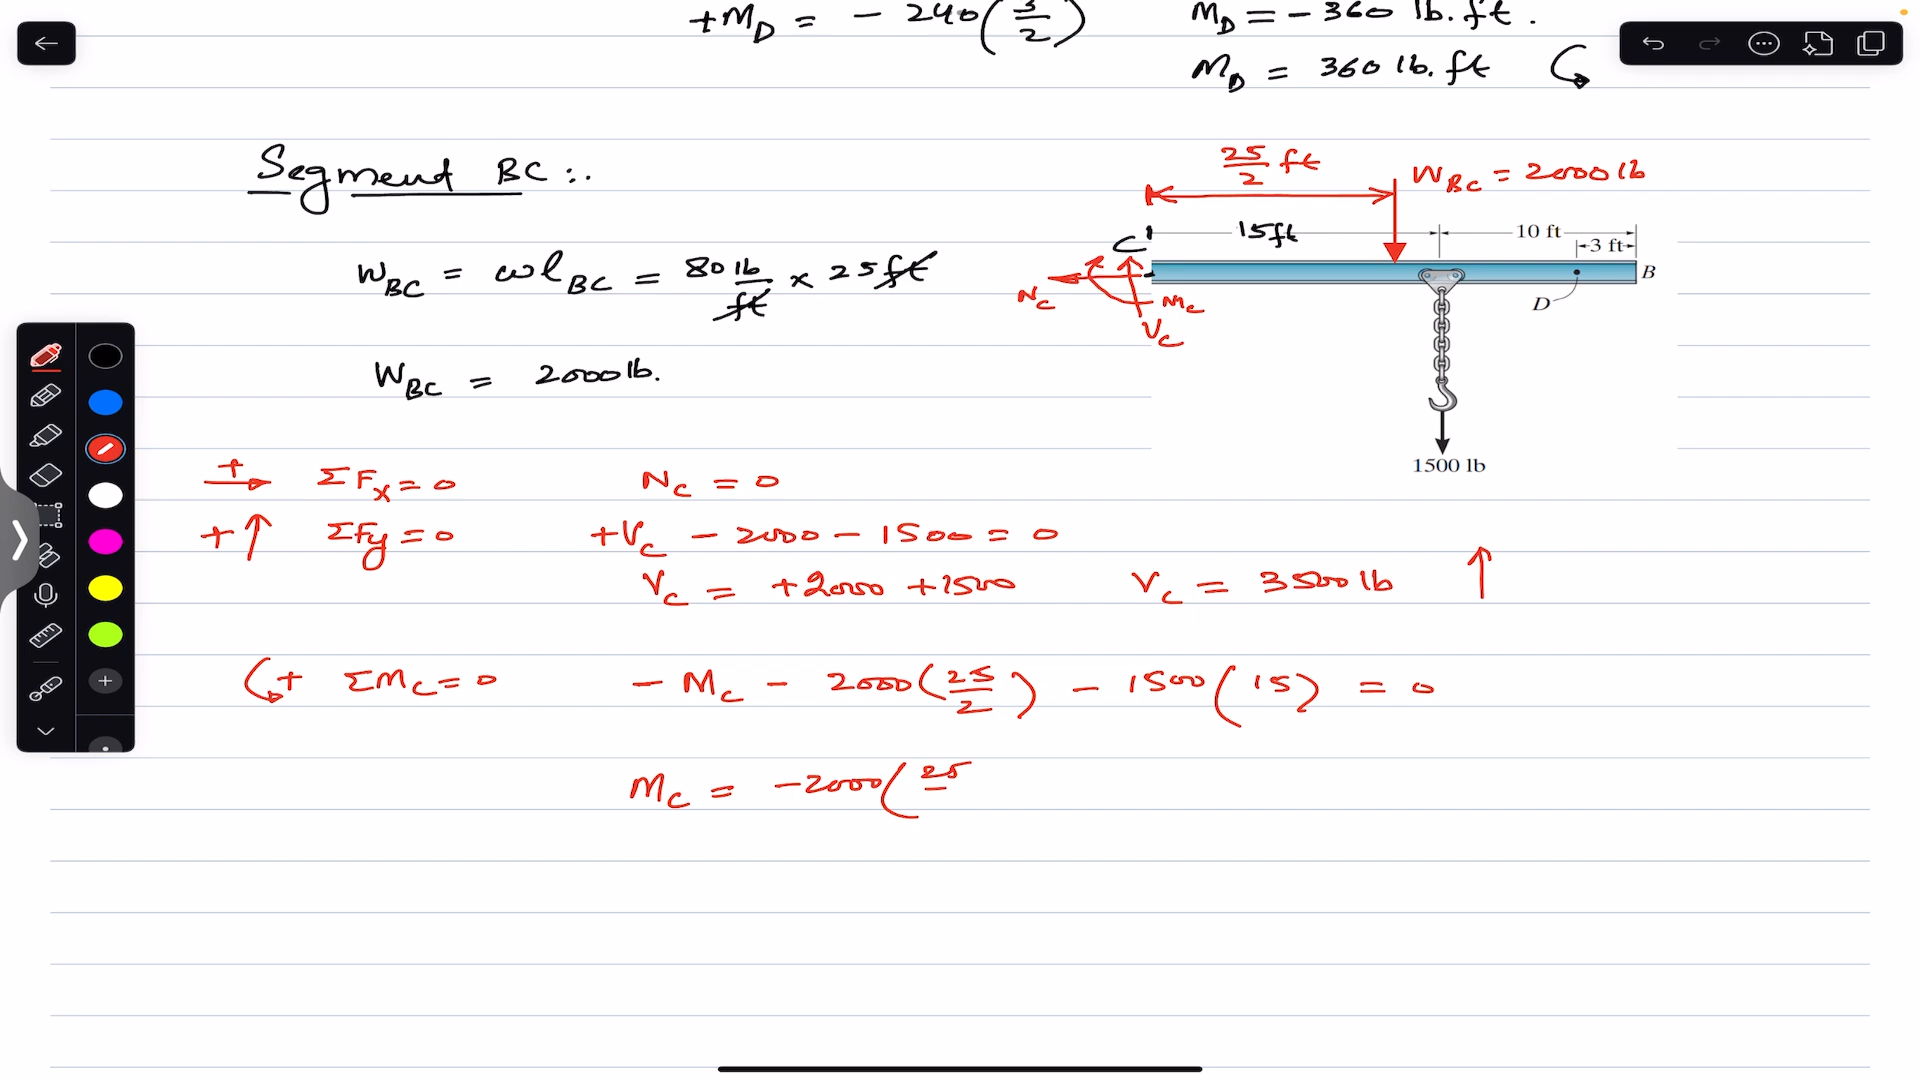 +M_D = - 240 (3/2) M_D = - 360 lb.ft.
M_D = 360 lb.ft
Segment BC :.
W_BC = ωl_BC = 80 lb/ft × 25 ft
W_BC = 2000 lb.
25/2 ft W_BC = 2000 lb
15ft 10 ft
3 ft
C B
D
N_C M_C
V_C
1500 lb
+ ΣF_x = 0 N_C = 0
+↑ ΣF_y = 0 +V_C - 2000 - 1500 = 0
V_C = +2000 +1500 V_C = 3500 lb ↑
+ ΣM_C = 0 - M_C - 2000 (25/2) - 1500 (15) = 0
M_C = -2000 (25